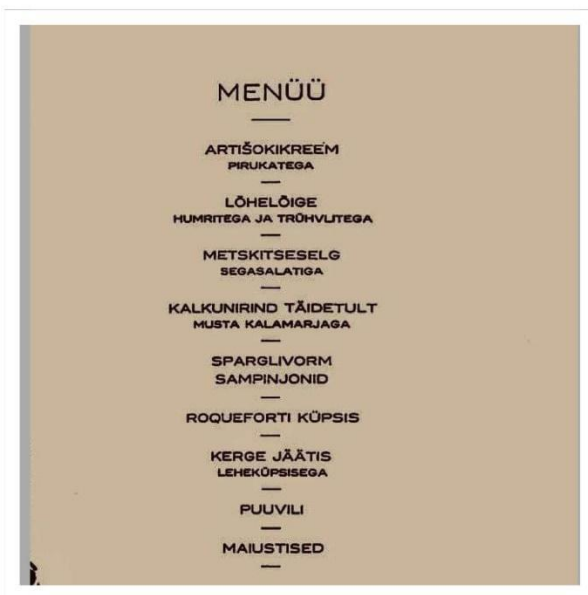 MENÜÜ
ARTIŠOKIKREEM
PIRUKATEGA
LÕHELÕIGE
HUMRITEGA JA TRÜHVLITEGA
METSKITSESELG
SEGASALATIGA
KALKUNIRIND TÄIDETULT
MUSTA KALAMARJAGA
SPARGLIVORM
SAMPINJONID
ROQUEFORTI KÜPSIS
KERGE JÄÄTIS
LEHEKÜPSISEGA
PUUVILI
MAIUSTISED